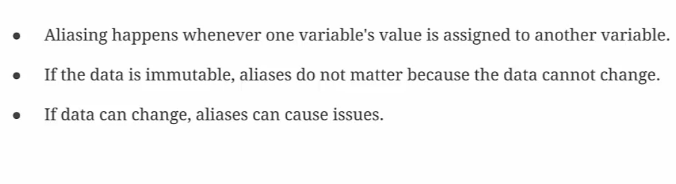 ● Aliasing happens whenever one variable's value is assigned to another variable.
● If the data is immutable, aliases do not matter because the data cannot change.
● If data can change, aliases can cause issues.